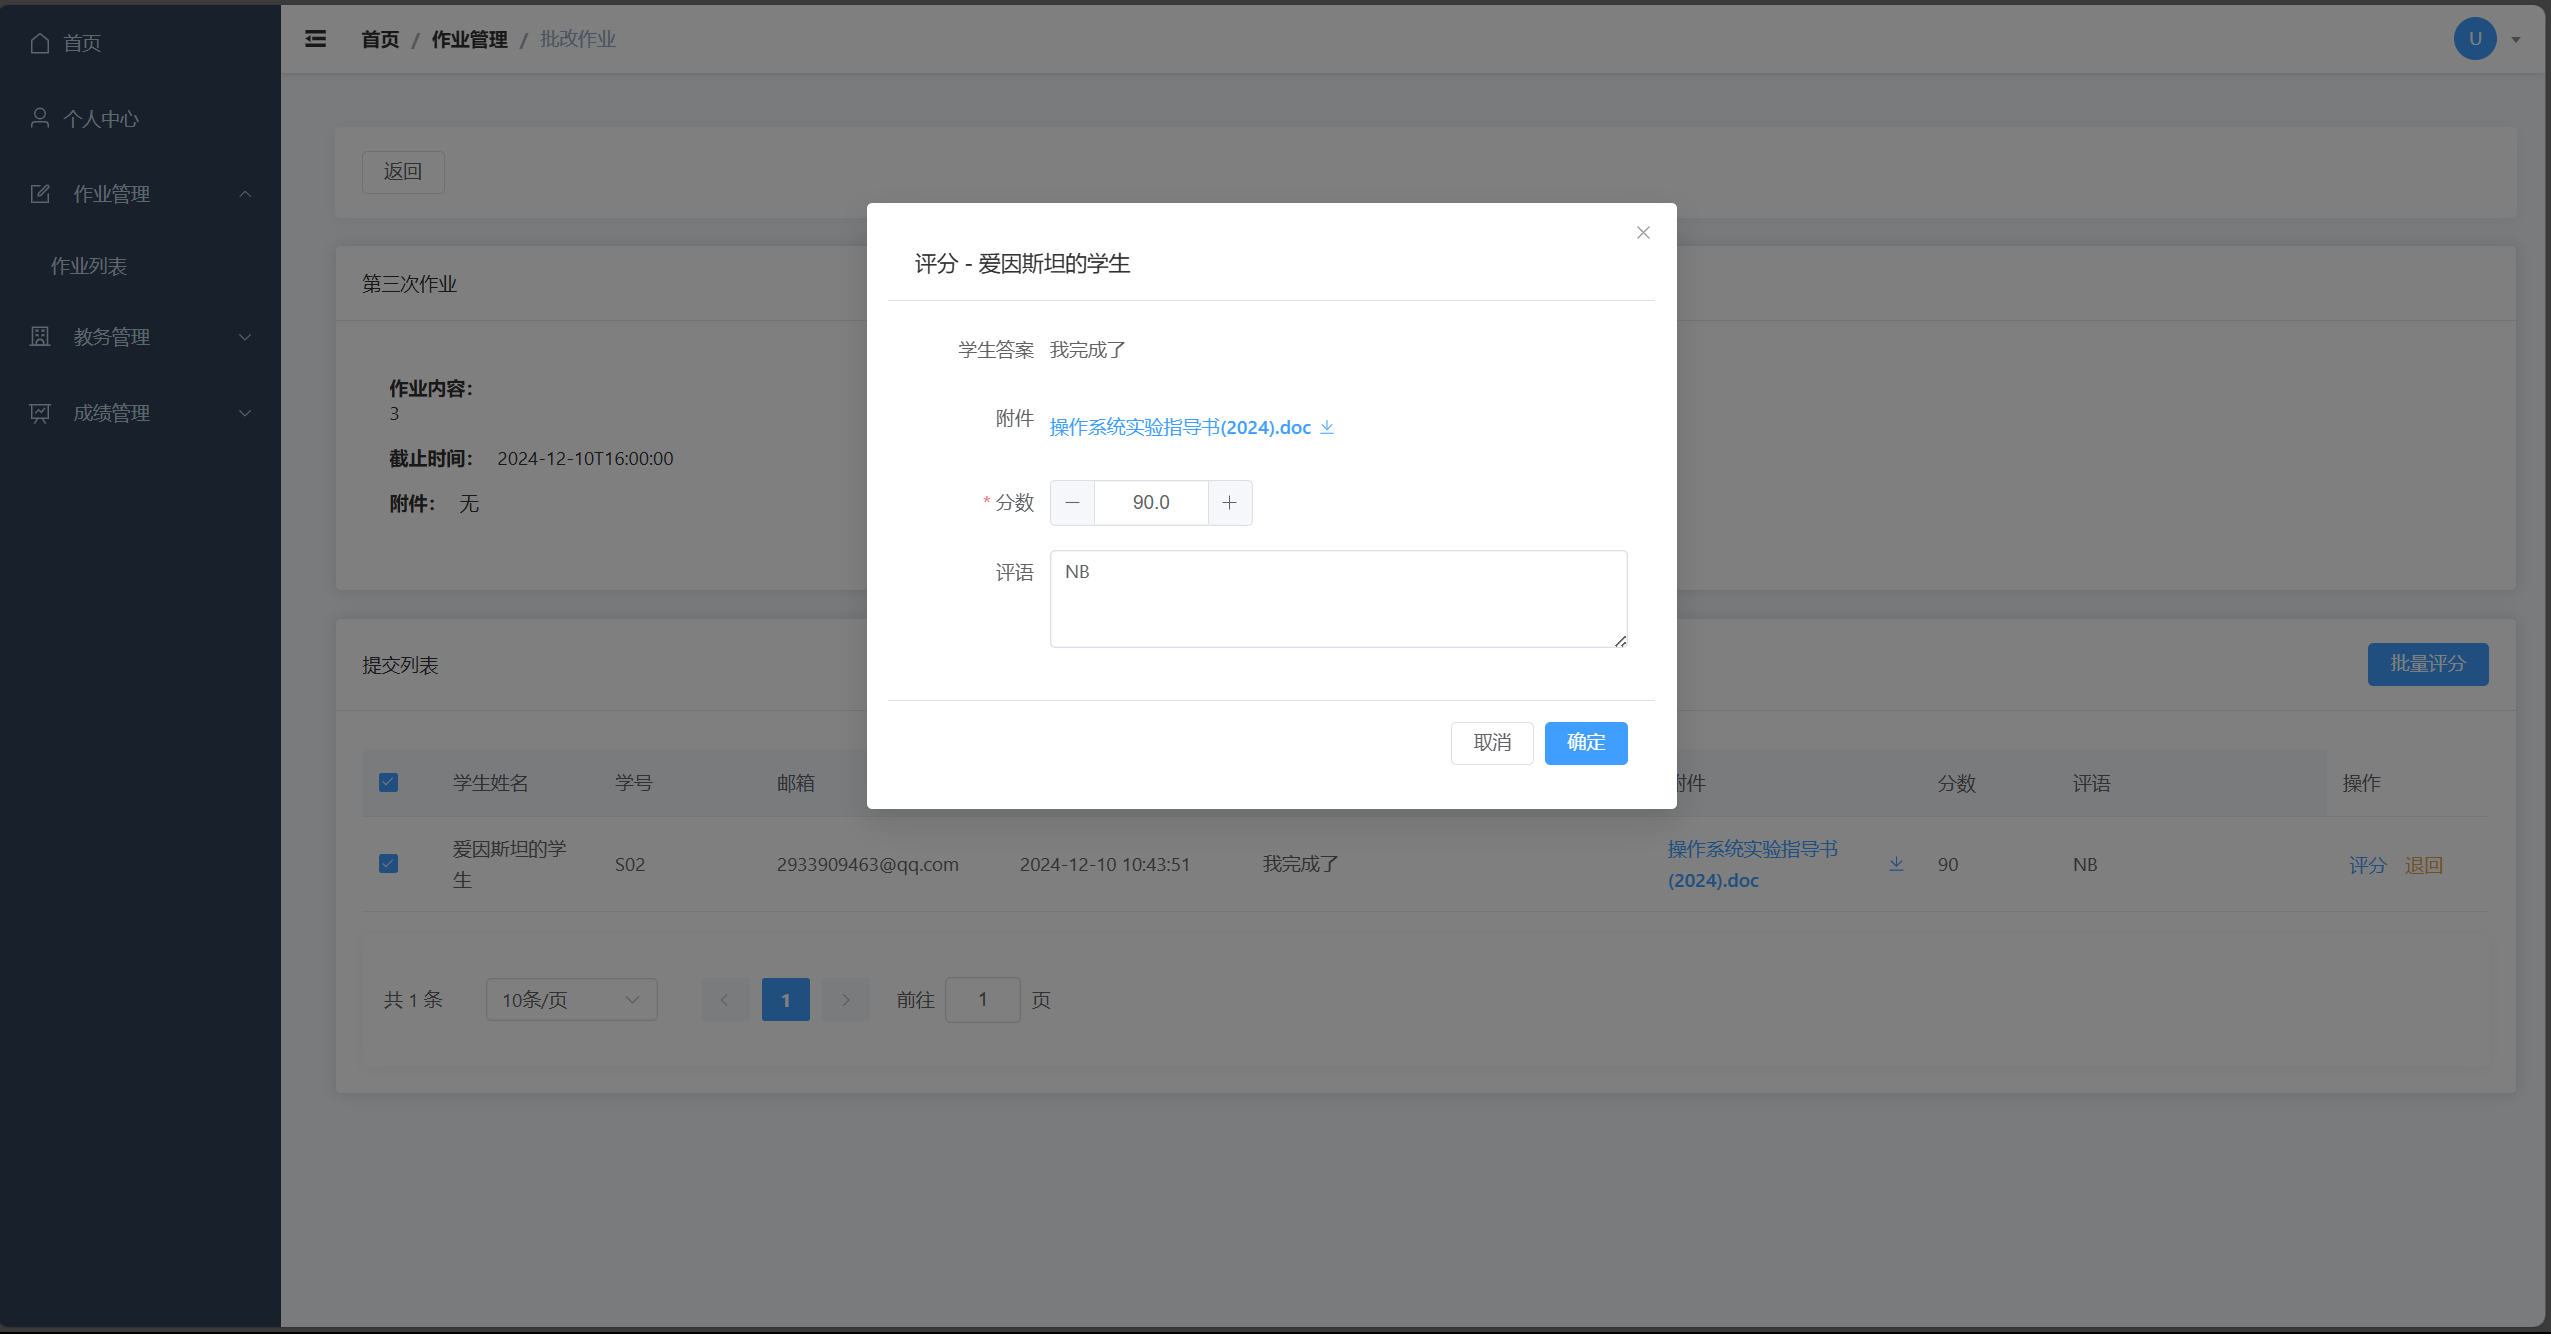 首页
个人中心
作业管理
作业列表
教务管理
成绩管理
首页 / 作业管理 / 批改作业
U
返回
第三次作业
作业内容：
3
截止时间： 2024-12-10T16:00:00
附件： 无
评分 - 爱因斯坦的学生
学生答案 我完成了
附件 操作系统实验指导书(2024).doc
* 分数 90.0
评语 NB
取消 确定
提交列表 批量评分
学生姓名 学号 邮箱 附件 分数 评语 操作
爱因斯坦的学
生 S02 2933909463@qq.com 2024-12-10 10:43:51 我完成了 操作系统实验指导书
(2024).doc 90 NB 评分 退回
共 1 条 10条/页 1 前往 1 页